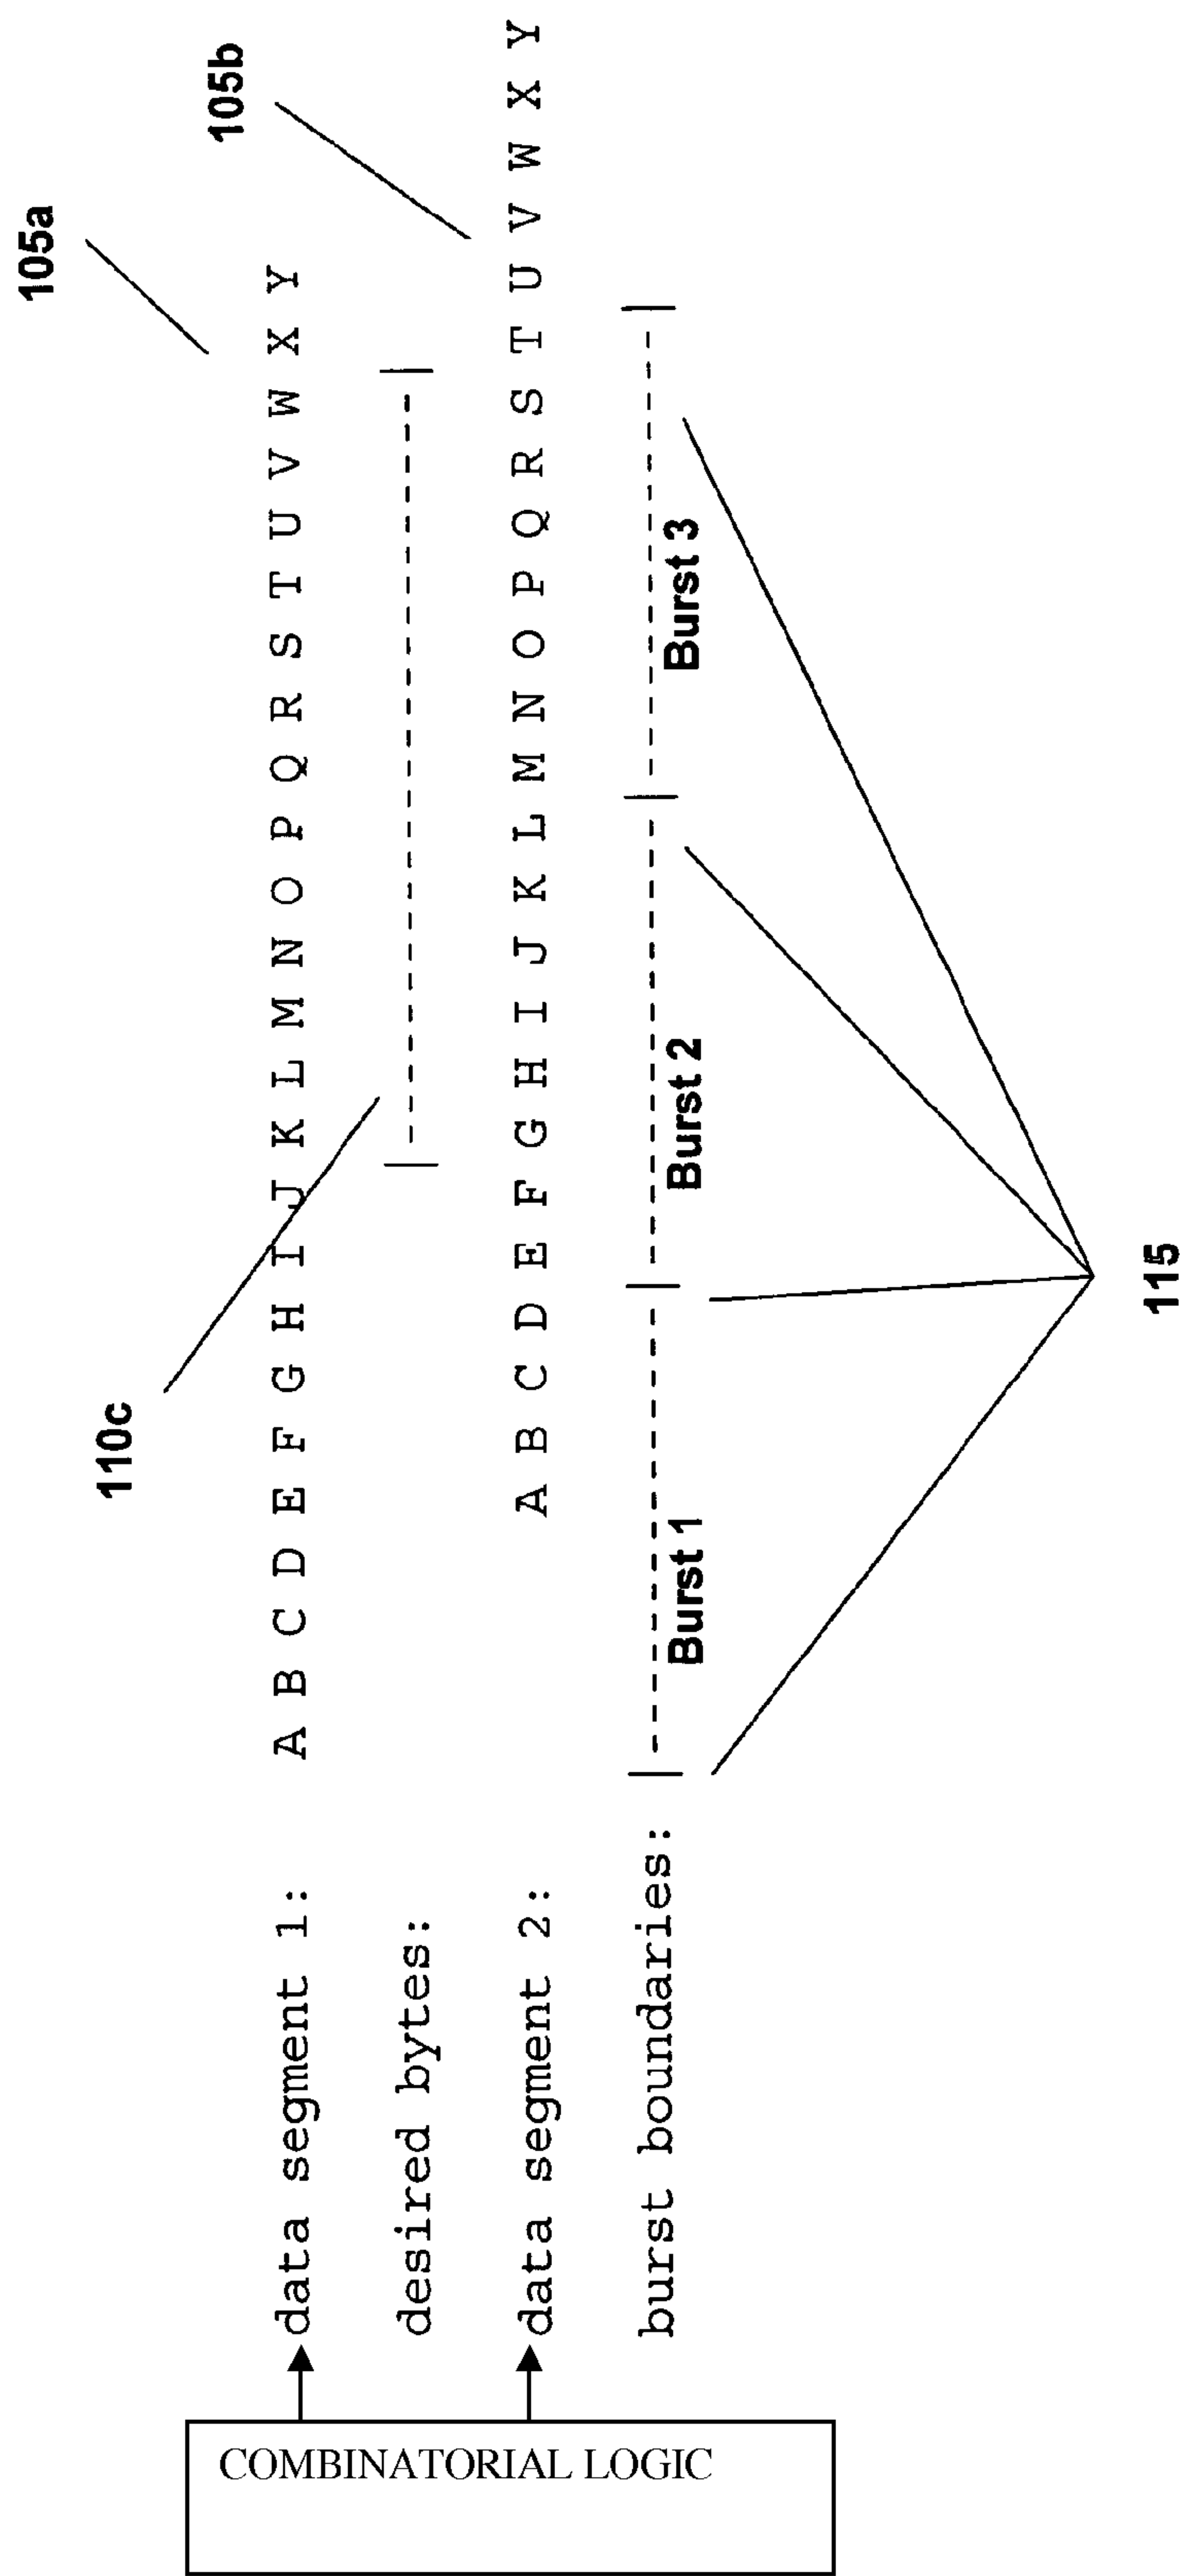 105a
105b
110c
data segment 1: A B C D E F G H I J K L M N O P Q R S T U V W X Y
desired bytes:
data segment 2: A B C D E F G H I J K L M N O P Q R S T U V W X Y
burst boundaries:
Burst 1 Burst 2 Burst 3
115
COMBINATORIAL LOGIC